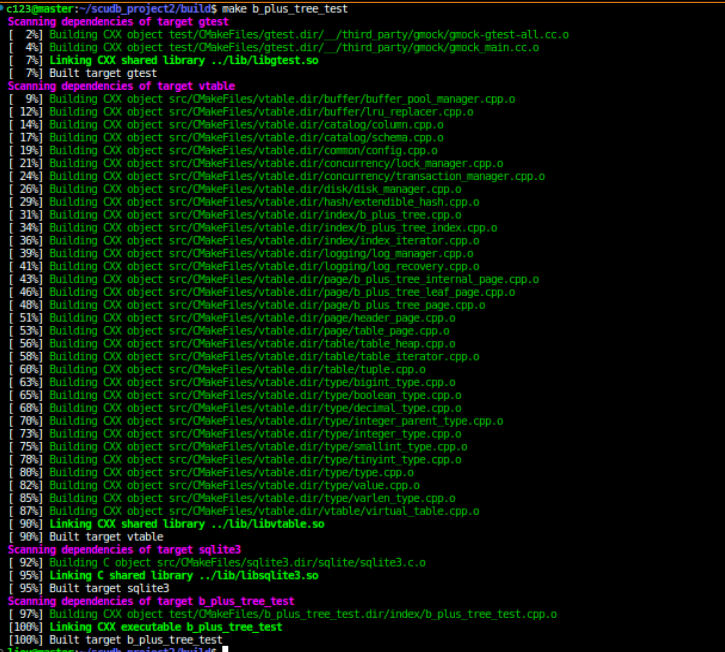 c123@master:~/scudb_project2/build$ make b_plus_tree_test
Scanning dependencies of target gtest
[  2%] Building CXX object test/CMakeFiles/gtest.dir/__/third_party/gmock/gmock-gtest-all.cc.o
[  4%] Building CXX object test/CMakeFiles/gtest.dir/__/third_party/gmock/gmock_main.cc.o
[  7%] Linking CXX shared library ../lib/libgtest.so
[  7%] Built target gtest
Scanning dependencies of target vtable
[  9%] Building CXX object src/CMakeFiles/vtable.dir/buffer/buffer_pool_manager.cpp.o
[ 12%] Building CXX object src/CMakeFiles/vtable.dir/buffer/lru_replacer.cpp.o
[ 14%] Building CXX object src/CMakeFiles/vtable.dir/catalog/column.cpp.o
[ 17%] Building CXX object src/CMakeFiles/vtable.dir/catalog/schema.cpp.o
[ 19%] Building CXX object src/CMakeFiles/vtable.dir/common/config.cpp.o
[ 21%] Building CXX object src/CMakeFiles/vtable.dir/concurrency/lock_manager.cpp.o
[ 24%] Building CXX object src/CMakeFiles/vtable.dir/concurrency/transaction_manager.cpp.o
[ 26%] Building CXX object src/CMakeFiles/vtable.dir/disk/disk_manager.cpp.o
[ 29%] Building CXX object src/CMakeFiles/vtable.dir/hash/extendible_hash.cpp.o
[ 31%] Building CXX object src/CMakeFiles/vtable.dir/index/b_plus_tree.cpp.o
[ 34%] Building CXX object src/CMakeFiles/vtable.dir/index/b_plus_tree_index.cpp.o
[ 36%] Building CXX object src/CMakeFiles/vtable.dir/index/index_iterator.cpp.o
[ 39%] Building CXX object src/CMakeFiles/vtable.dir/logging/log_manager.cpp.o
[ 41%] Building CXX object src/CMakeFiles/vtable.dir/logging/log_recovery.cpp.o
[ 43%] Building CXX object src/CMakeFiles/vtable.dir/page/b_plus_tree_internal_page.cpp.o
[ 46%] Building CXX object src/CMakeFiles/vtable.dir/page/b_plus_tree_leaf_page.cpp.o
[ 48%] Building CXX object src/CMakeFiles/vtable.dir/page/b_plus_tree_page.cpp.o
[ 51%] Building CXX object src/CMakeFiles/vtable.dir/page/header_page.cpp.o
[ 53%] Building CXX object src/CMakeFiles/vtable.dir/page/table_page.cpp.o
[ 56%] Building CXX object src/CMakeFiles/vtable.dir/table/table_heap.cpp.o
[ 58%] Building CXX object src/CMakeFiles/vtable.dir/table/table_iterator.cpp.o
[ 60%] Building CXX object src/CMakeFiles/vtable.dir/table/tuple.cpp.o
[ 63%] Building CXX object src/CMakeFiles/vtable.dir/type/bigint_type.cpp.o
[ 65%] Building CXX object src/CMakeFiles/vtable.dir/type/boolean_type.cpp.o
[ 68%] Building CXX object src/CMakeFiles/vtable.dir/type/decimal_type.cpp.o
[ 70%] Building CXX object src/CMakeFiles/vtable.dir/type/integer_parent_type.cpp.o
[ 73%] Building CXX object src/CMakeFiles/vtable.dir/type/integer_type.cpp.o
[ 75%] Building CXX object src/CMakeFiles/vtable.dir/type/smallint_type.cpp.o
[ 78%] Building CXX object src/CMakeFiles/vtable.dir/type/tinyint_type.cpp.o
[ 80%] Building CXX object src/CMakeFiles/vtable.dir/type/type.cpp.o
[ 82%] Building CXX object src/CMakeFiles/vtable.dir/type/value.cpp.o
[ 85%] Building CXX object src/CMakeFiles/vtable.dir/type/varlen_type.cpp.o
[ 87%] Building CXX object src/CMakeFiles/vtable.dir/vtable/virtual_table.cpp.o
[ 90%] Linking CXX shared library ../lib/libvtable.so
[ 90%] Built target vtable
Scanning dependencies of target sqlite3
[ 92%] Building C object src/CMakeFiles/sqlite3.dir/sqlite/sqlite3.c.o
[ 95%] Linking C shared library ../lib/libsqlite3.so
[ 95%] Built target sqlite3
Scanning dependencies of target b_plus_tree_test
[ 97%] Building CXX object test/CMakeFiles/b_plus_tree_test.dir/index/b_plus_tree_test.cpp.o
[100%] Linking CXX executable b_plus_tree_test
[100%] Built target b_plus_tree_test